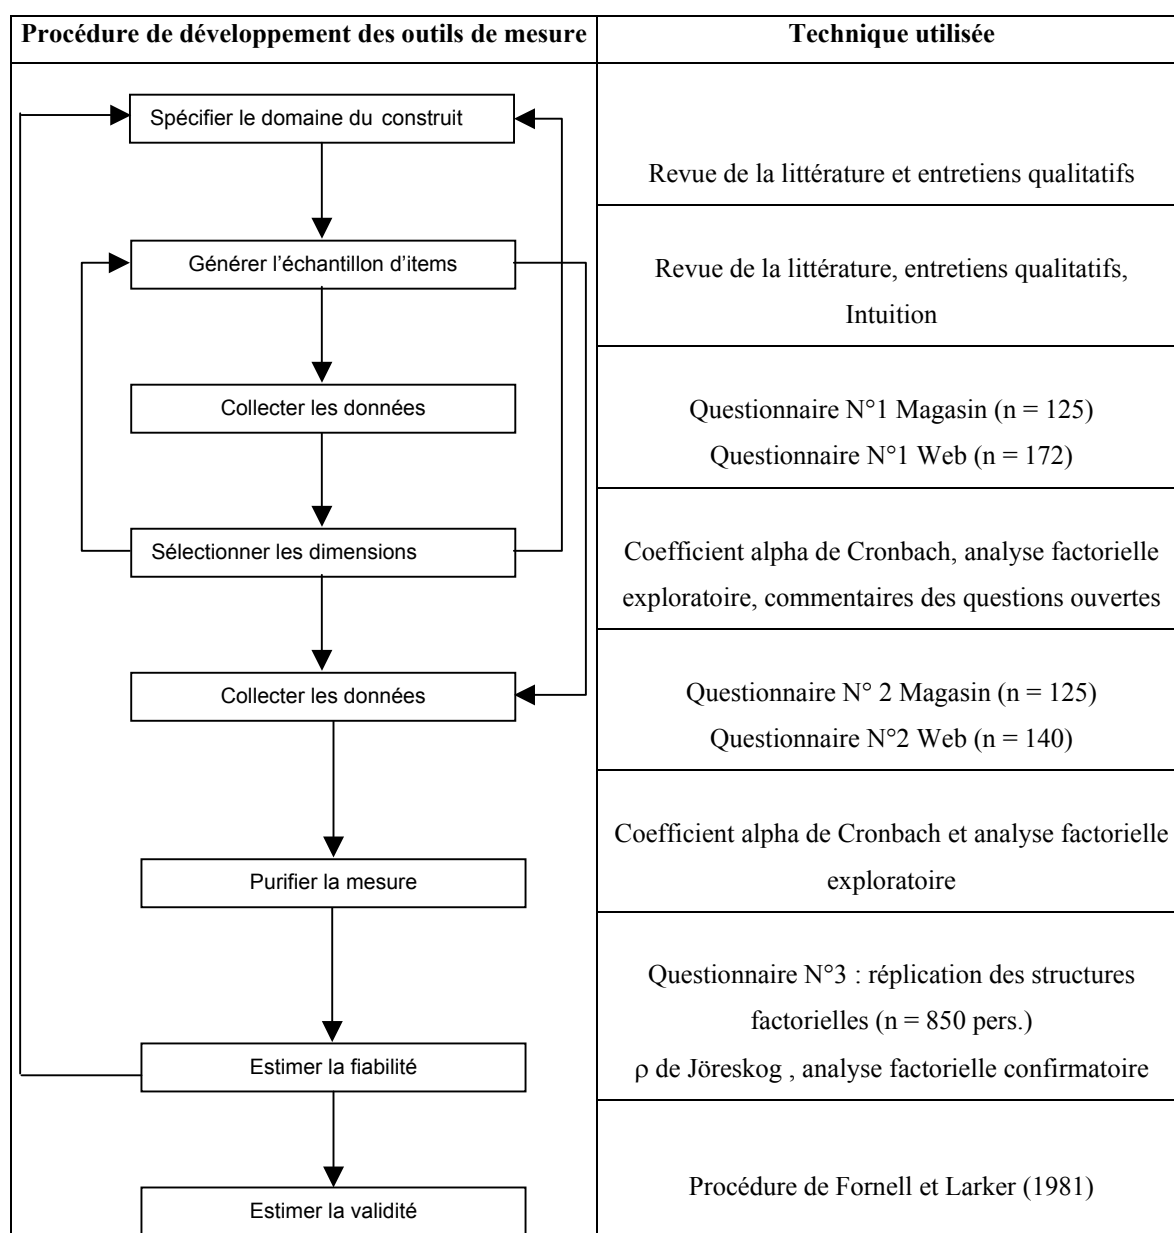 Procédure de développement des outils de mesure
Technique utilisée
Spécifier le domaine du construit
Revue de la littérature et entretiens qualitatifs
Générer l'échantillon d'items
Revue de la littérature, entretiens qualitatifs,
Intuition
Collecter les données
Questionnaire N°1 Magasin (n = 125)
Questionnaire N°1 Web (n = 172)
Sélectionner les dimensions
Coefficient alpha de Cronbach, analyse factorielle
exploratoire, commentaires des questions ouvertes
Collecter les données
Questionnaire N° 2 Magasin (n = 125)
Questionnaire N°2 Web (n = 140)
Purifier la mesure
Coefficient alpha de Cronbach et analyse factorielle
exploratoire
Questionnaire N°3 : réplication des structures
factorielles (n = 850 pers.)
Estimer la fiabilité
ρ de Jöreskog , analyse factorielle confirmatoire
Estimer la validité
Procédure de Fornell et Larker (1981)